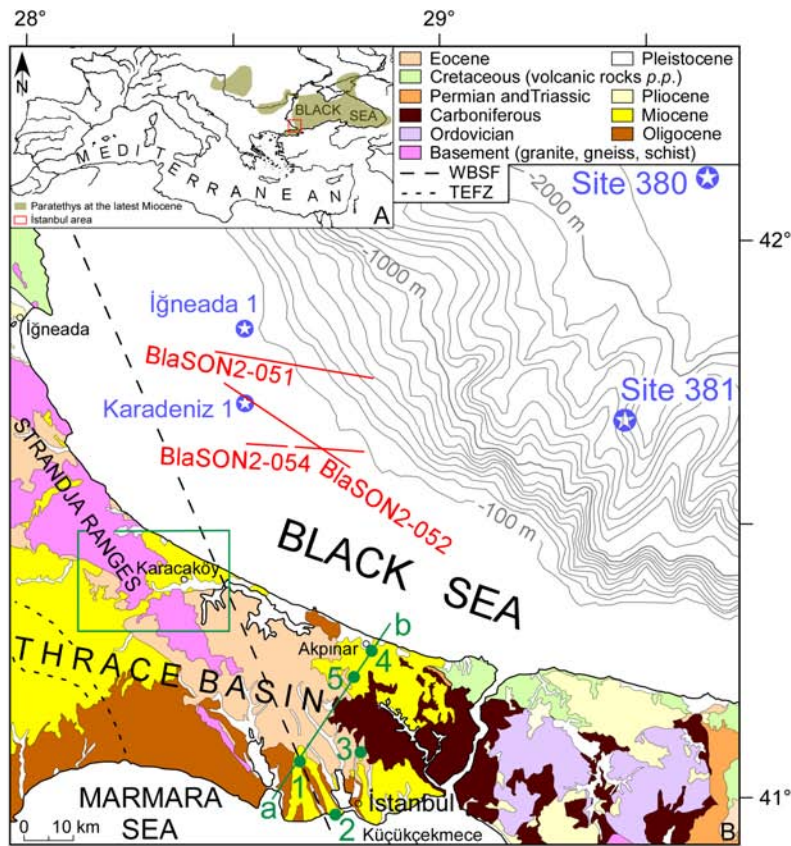 28°
29°
N
BLACK
SEA
MEDITERRANEAN
Paratethys at the latest Miocene
İstanbul area
A
Eocene
Cretaceous (volcanic rocks p.p.)
Permian andTriassic
Carboniferous
Ordovician
Basement (granite, gneiss, schist)
Pleistocene
Pliocene
Miocene
Oligocene
WBSF
TEFZ
Site 380
-2000 m
42°
-1000 m
İğneada 1
İğneada
BlaSON2-051
Site 381
Karadeniz 1
BlaSON2-054
BlaSON2-052
-100 m
STRANDJA RANGES
BLACK SEA
Karacaköy
b
Akpınar
4
5
THRACE BASIN
3
a
1
İstanbul
41°
MARMARA
SEA
2
Küçükçekmece
0 10 km
B